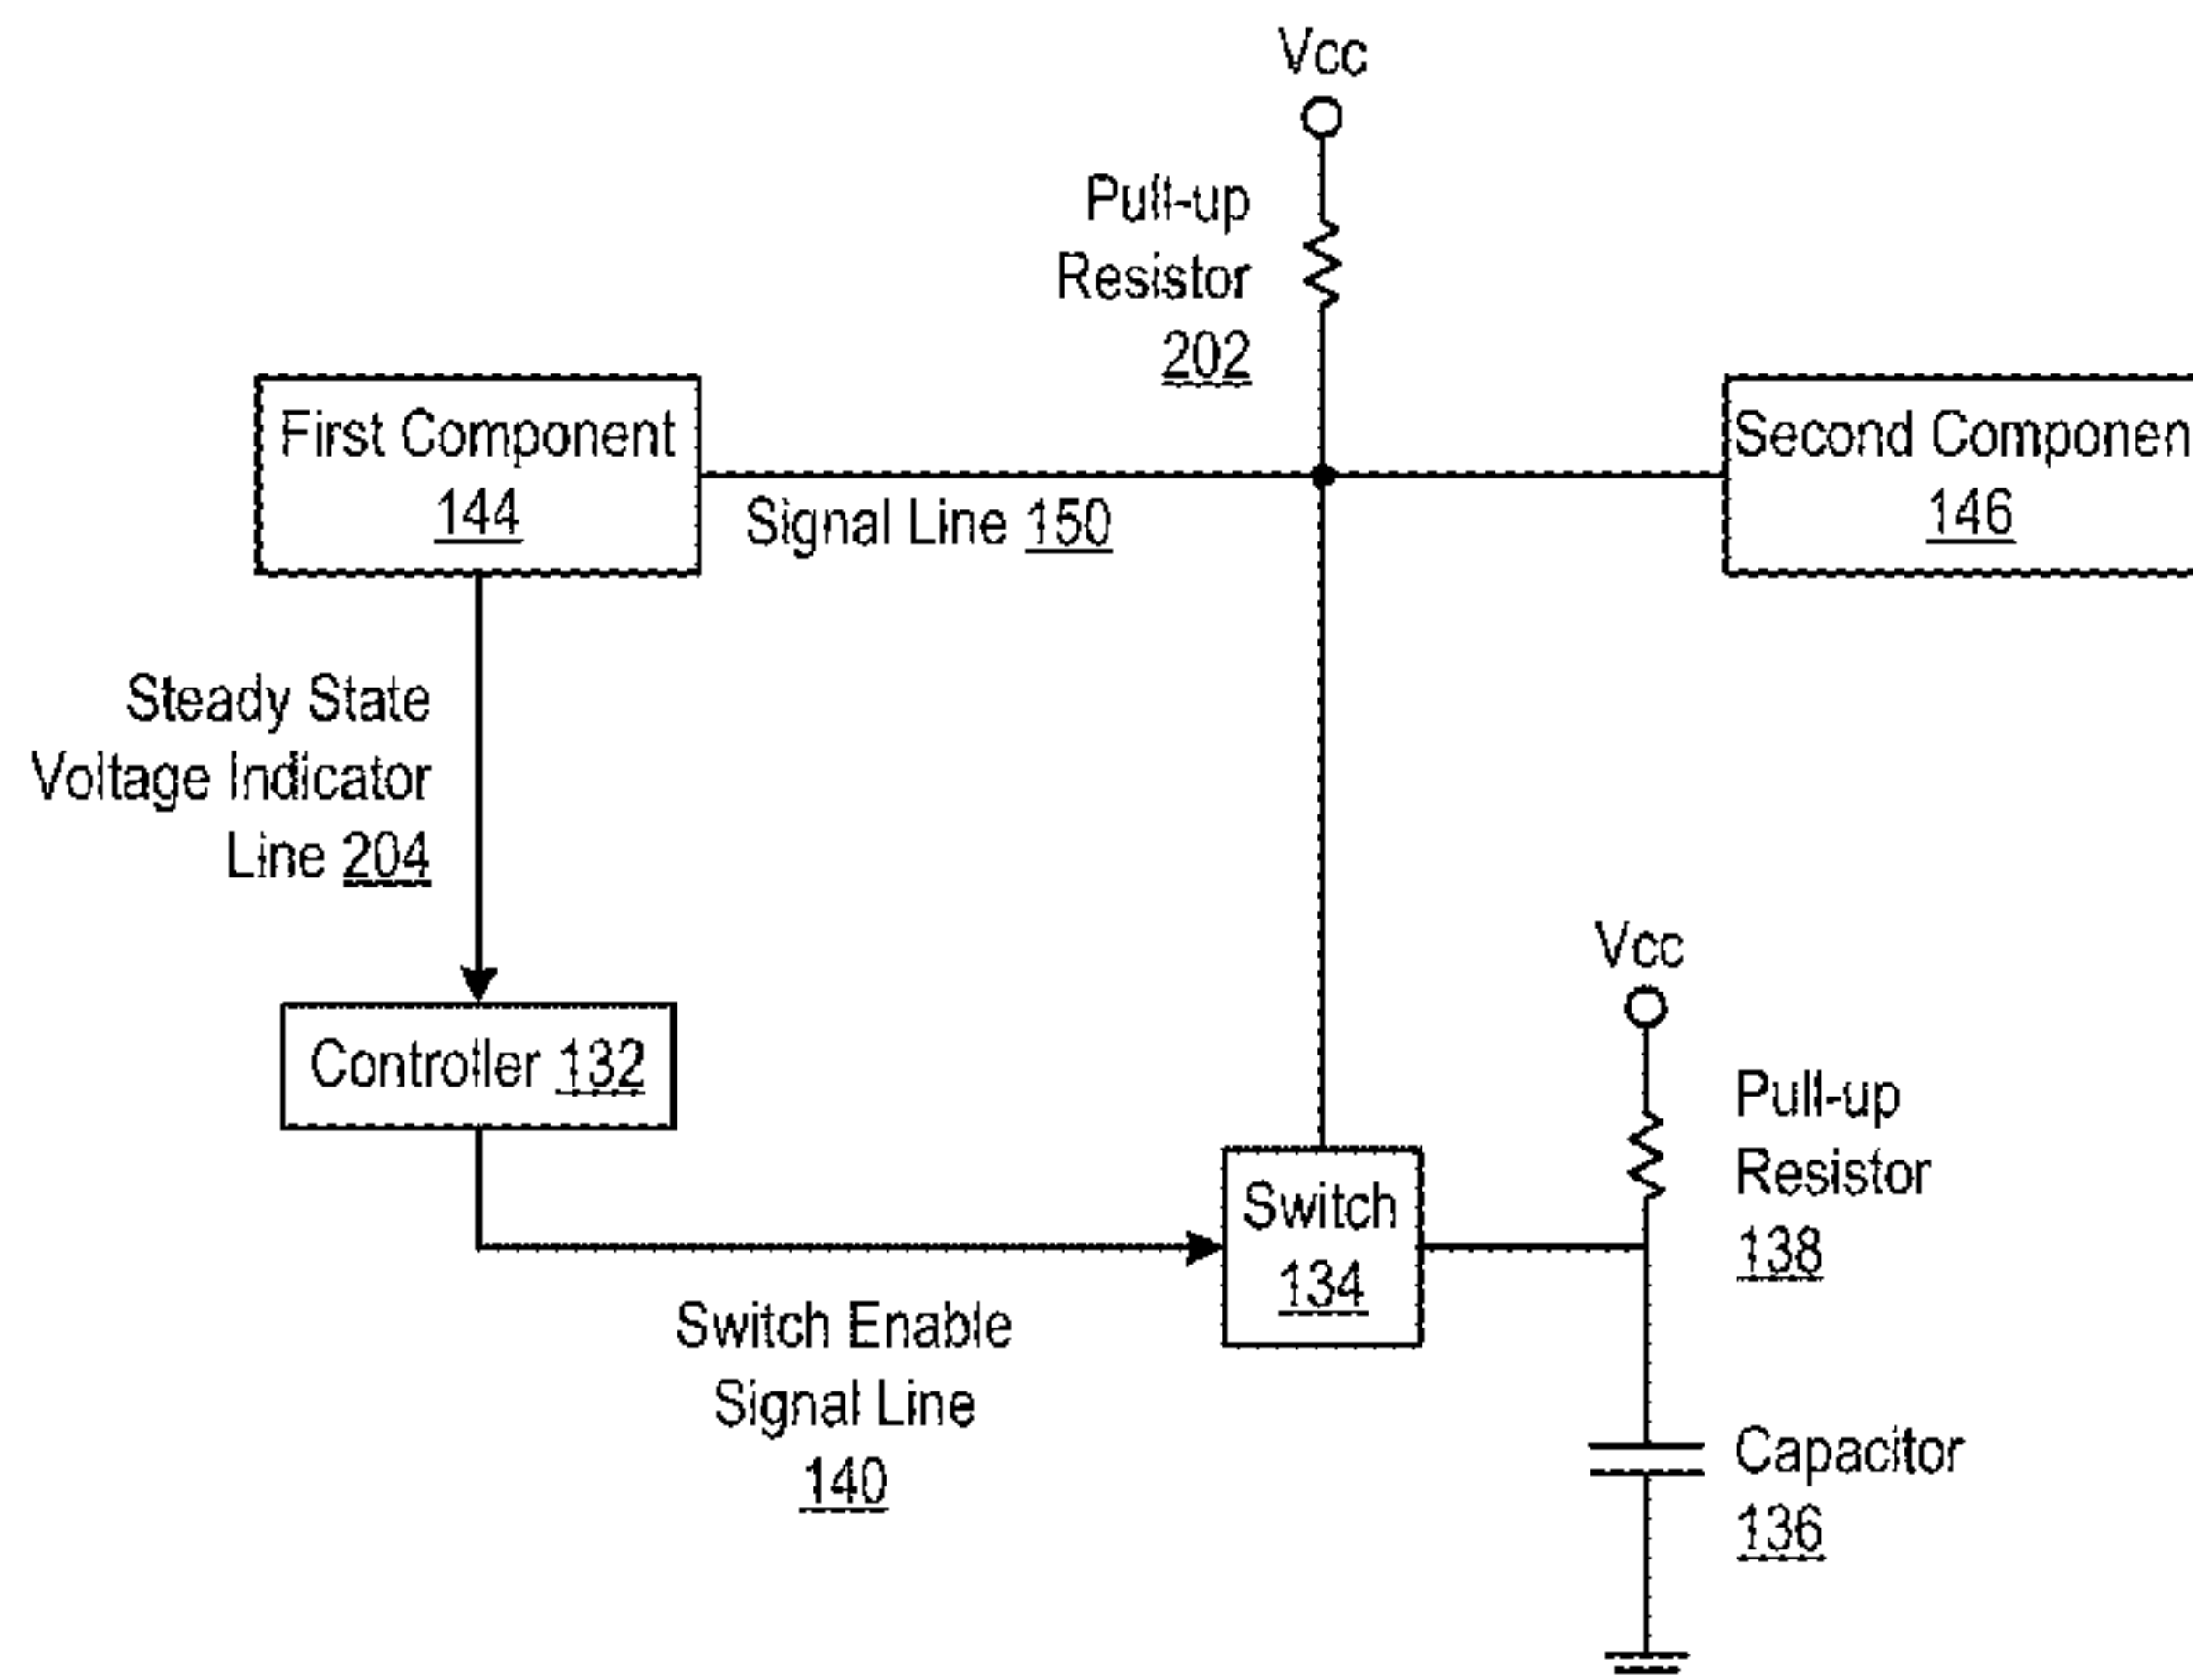 Vcc
Pull-up
Resistor
202
First Component
144
Signal Line 150
Second Componen
146
Steady State
Voltage Indicator
Line 204
Controller 132
Vcc
Pull-up
Resistor
138
Switch
134
Switch Enable
Signal Line
140
Capacitor
136